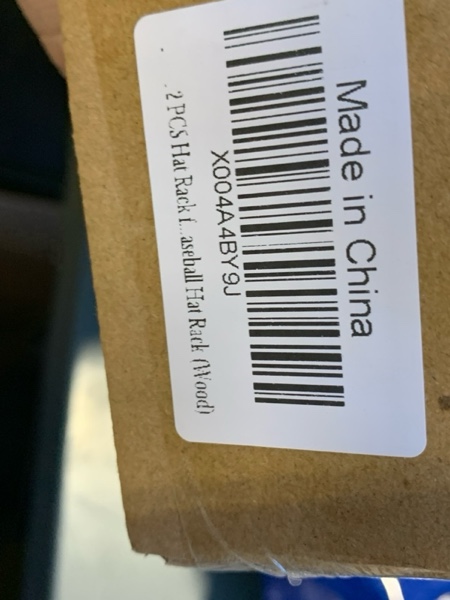 Made in China
X004A4BY9J
2 PCS Hat Rack f...aseball Hat Rack (Wood)